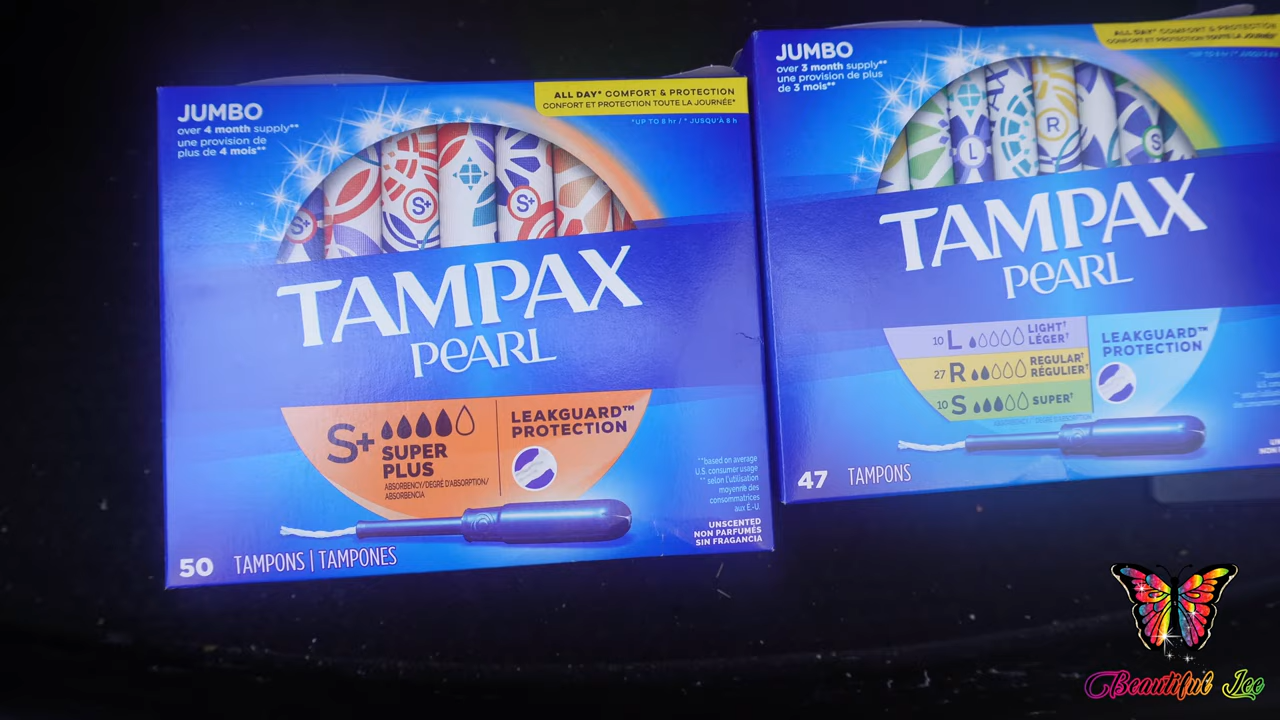 JUMBO
over 4 month supply**
une provision de
plus de 4 mois**
ALL DAY* COMFORT & PROTECTION
CONFORT ET PROTECTION TOUTE LA JOURNÉE*
*UP TO 8 hr / * JUSQU'À 8 h
S+
S+
S+
TAMPAX
PEARL
S+
SUPER
PLUS
ABSORBENCY/DEGRÉ D'ABSORPTION/
ABSORBENCIA
LEAKGUARD™
PROTECTION
**based on average
U.S. consumer usage
** selon l'utilisation
moyenne des
consommatrices
aux É.-U.
UNSCENTED
NON PARFUMÉS
SIN FRAGANCIA
50 TAMPONS | TAMPONES
JUMBO
over 3 month supply**
une provision de plus
de 3 mois**
ALL DAY* COMFORT & PROTECTION
CONFORT ET PROTECTION TOUTE LA JOURNÉE*
L
R
S
TAMPAX
PEARL
10 L LIGHT†
LÉGER†
27 R REGULAR†
RÉGULIER†
10 S SUPER†
LEAKGUARD™
PROTECTION
47 TAMPONS
Beautiful Lee